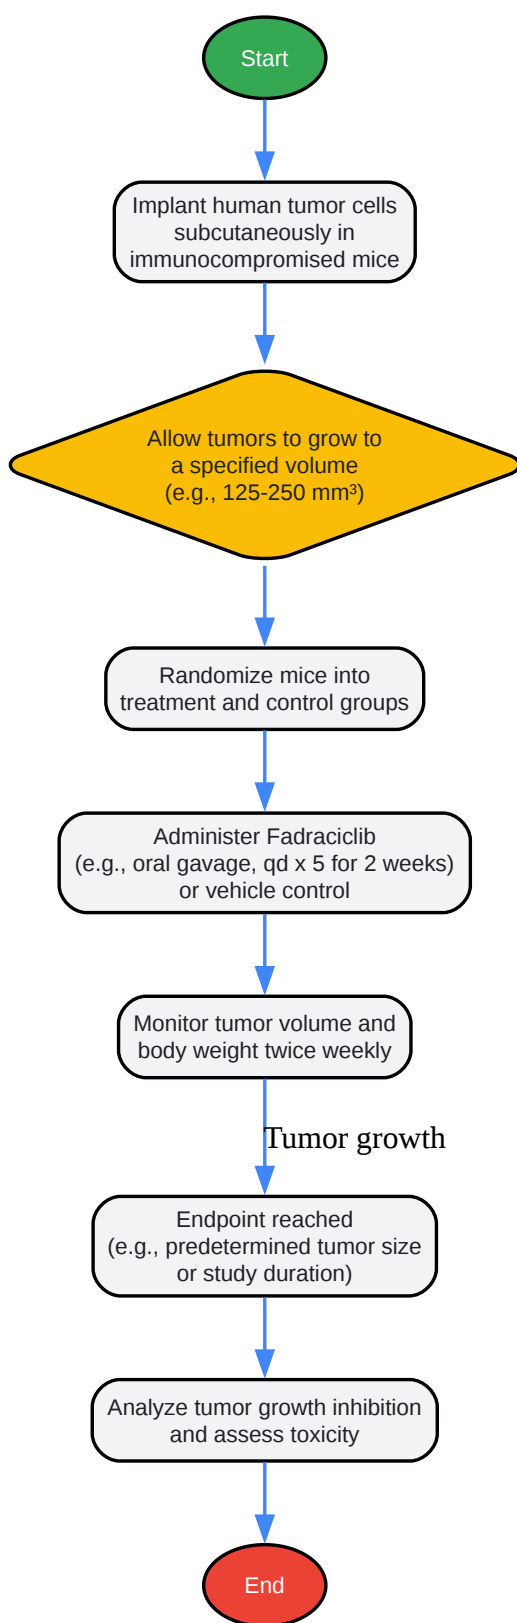 Start
Implant human tumor cells
subcutaneously in
immunocompromised mice
Allow tumors to grow to
a specified volume
(e.g., 125-250 mm³)
Randomize mice into
treatment and control groups
Administer Fadraciclib
(e.g., oral gavage, qd x 5 for 2 weeks)
or vehicle control
Monitor tumor volume and
body weight twice weekly
Tumor growth
Endpoint reached
(e.g., predetermined tumor size
or study duration)
Analyze tumor growth inhibition
and assess toxicity
End